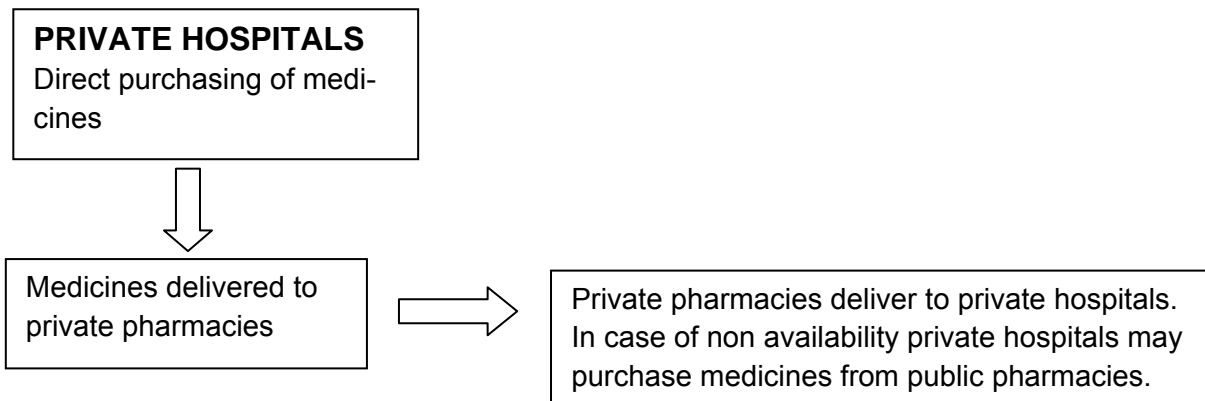 PRIVATE HOSPITALS
Direct purchasing of medi-
cines
Medicines delivered to
private pharmacies
Private pharmacies deliver to private hospitals.
In case of non availability private hospitals may
purchase medicines from public pharmacies.